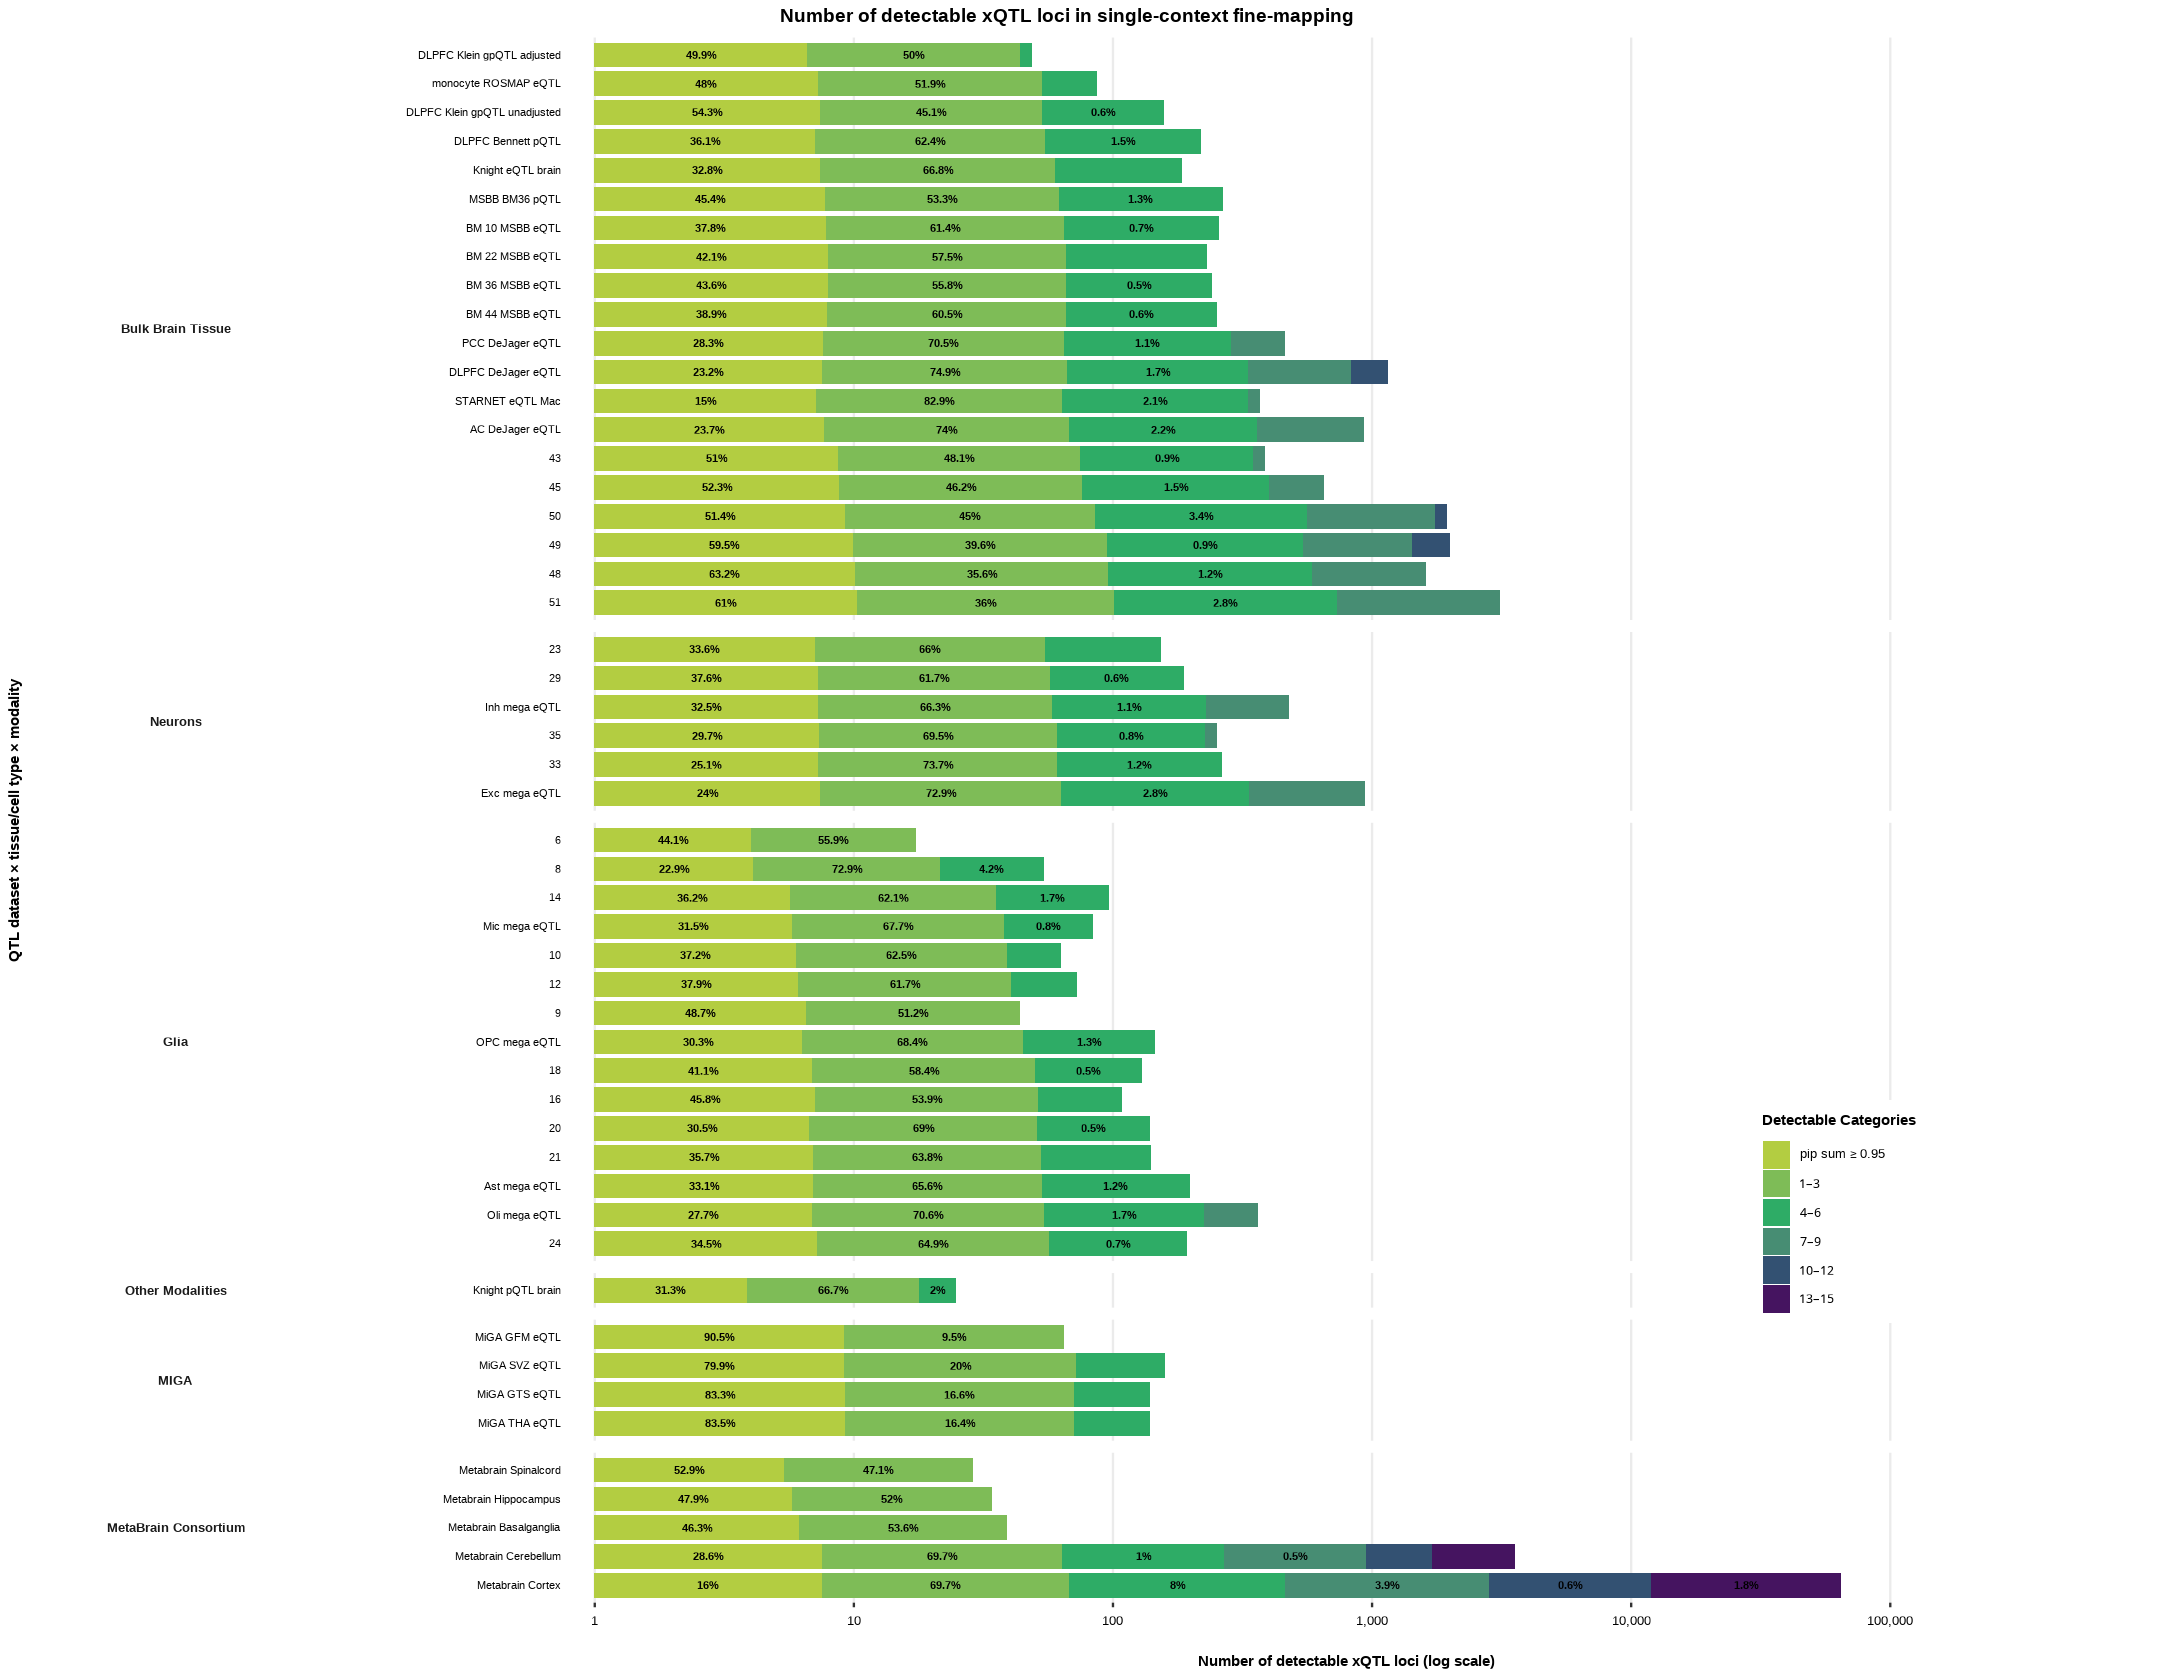 Number of detectable xQTL loci in single-context fine-mapping
QTL dataset × tissue/cell type × modality
Bulk Brain Tissue
DLPFC Klein gpQTL adjusted 49.9% 50%
monocyte ROSMAP eQTL 48% 51.9%
DLPFC Klein gpQTL unadjusted 54.3% 45.1% 0.6%
DLPFC Bennett pQTL 36.1% 62.4% 1.5%
Knight eQTL brain 32.8% 66.8%
MSBB BM36 pQTL 45.4% 53.3% 1.3%
BM 10 MSBB eQTL 37.8% 61.4% 0.7%
BM 22 MSBB eQTL 42.1% 57.5%
BM 36 MSBB eQTL 43.6% 55.8% 0.5%
BM 44 MSBB eQTL 38.9% 60.5% 0.6%
PCC DeJager eQTL 28.3% 70.5% 1.1%
DLPFC DeJager eQTL 23.2% 74.9% 1.7%
STARNET eQTL Mac 15% 82.9% 2.1%
AC DeJager eQTL 23.7% 74% 2.2%
43 51% 48.1% 0.9%
45 52.3% 46.2% 1.5%
50 51.4% 45% 3.4%
49 59.5% 39.6% 0.9%
48 63.2% 35.6% 1.2%
51 61% 36% 2.8%
Neurons
23 33.6% 66%
29 37.6% 61.7% 0.6%
Inh mega eQTL 32.5% 66.3% 1.1%
35 29.7% 69.5% 0.8%
33 25.1% 73.7% 1.2%
Exc mega eQTL 24% 72.9% 2.8%
Glia
6 44.1% 55.9%
8 22.9% 72.9% 4.2%
14 36.2% 62.1% 1.7%
Mic mega eQTL 31.5% 67.7% 0.8%
10 37.2% 62.5%
12 37.9% 61.7%
9 48.7% 51.2%
OPC mega eQTL 30.3% 68.4% 1.3%
18 41.1% 58.4% 0.5%
16 45.8% 53.9%
20 30.5% 69% 0.5%
21 35.7% 63.8%
Ast mega eQTL 33.1% 65.6% 1.2%
Oli mega eQTL 27.7% 70.6% 1.7%
24 34.5% 64.9% 0.7%
Other Modalities
Knight pQTL brain 31.3% 66.7% 2%
MIGA
MiGA GFM eQTL 90.5% 9.5%
MiGA SVZ eQTL 79.9% 20%
MiGA GTS eQTL 83.3% 16.6%
MiGA THA eQTL 83.5% 16.4%
MetaBrain Consortium
Metabrain Spinalcord 52.9% 47.1%
Metabrain Hippocampus 47.9% 52%
Metabrain Basalganglia 46.3% 53.6%
Metabrain Cerebellum 28.6% 69.7% 1% 0.5%
Metabrain Cortex 16% 69.7% 8% 3.9% 0.6% 1.8%
1 10 100 1,000 10,000 100,000
Number of detectable xQTL loci (log scale)
Detectable Categories
pip sum ≥ 0.95
1–3
4–6
7–9
10–12
13–15